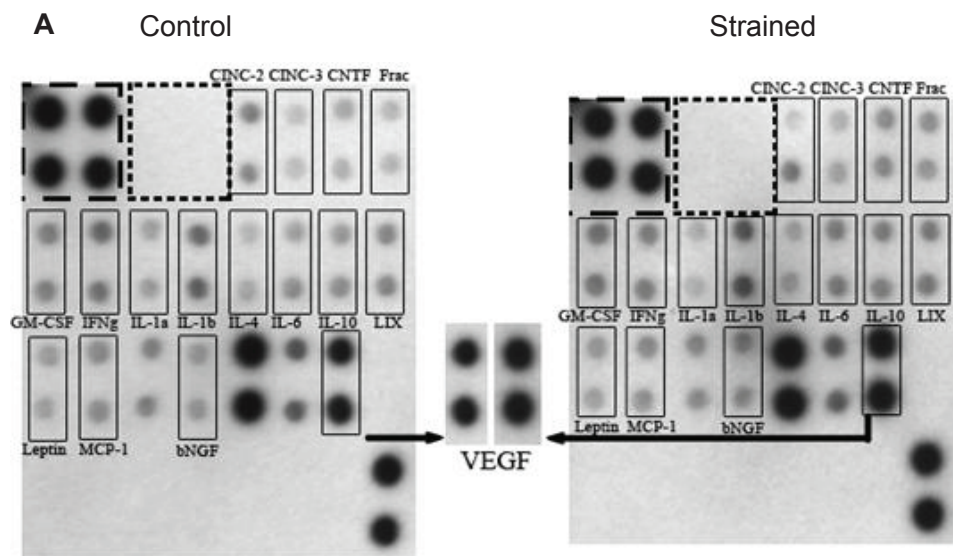 A Control Strained
CINC-2 CINC-3 CNTF Frac
CINC-2 CINC-3 CNTF Frac
GM-CSF IFNg IL-1a IL-1b IL-4 IL-6 IL-10 LIX
GM-CSF IFNg IL-1a IL-1b IL-4 IL-6 IL-10 LIX
Leptin MCP-1 bNGF
VEGF
Leptin MCP-1 bNGF